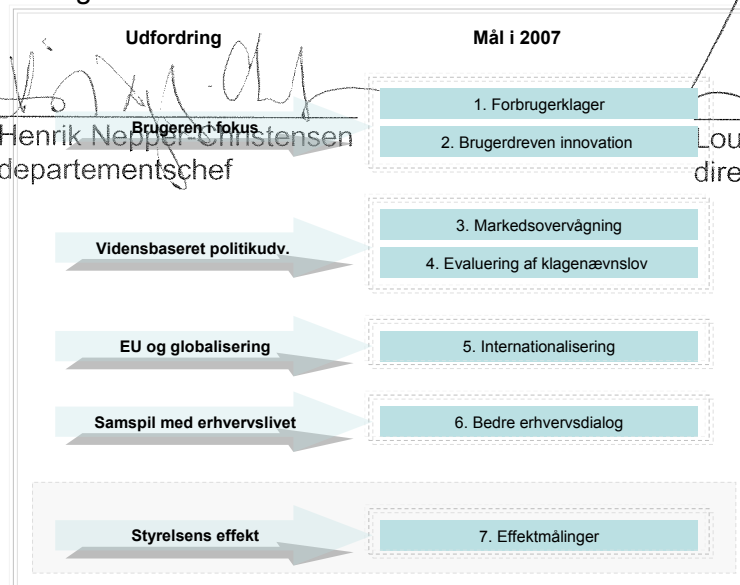 Udfordring
Mål i 2007
1. Forbrugerklager
Brugeren i fokus
2. Brugerdreven innovation
Henrik Nepper-Christensen
departementschef
Lou
dire
3. Markedsovervågning
Vidensbaseret politikudv.
4. Evaluering af klagenævnslov
EU og globalisering
5. Internationalisering
Samspil med erhvervslivet
6. Bedre erhvervsdialog
Styrelsens effekt
7. Effektmålinger